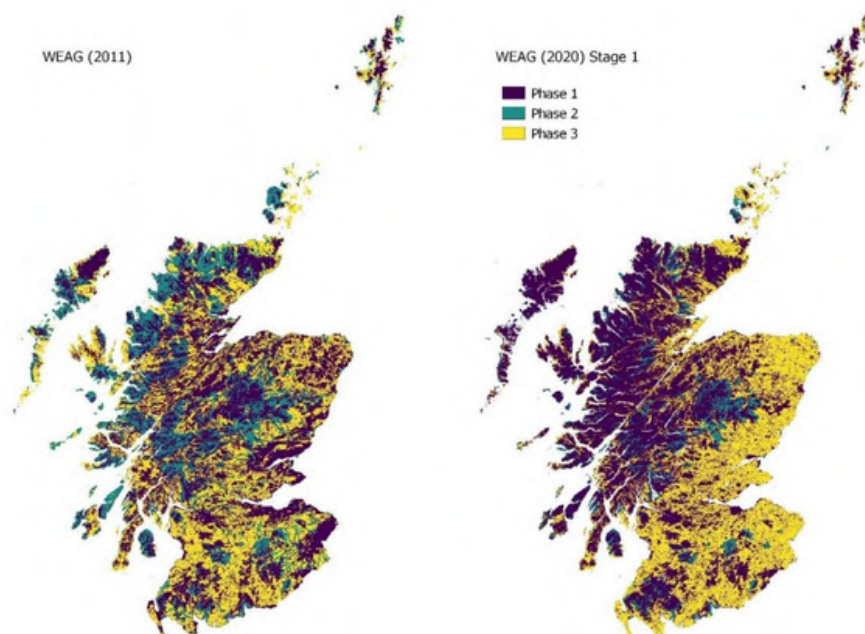 WEAG (2011)
WEAG (2020) Stage 1
Phase 1
Phase 2
Phase 3